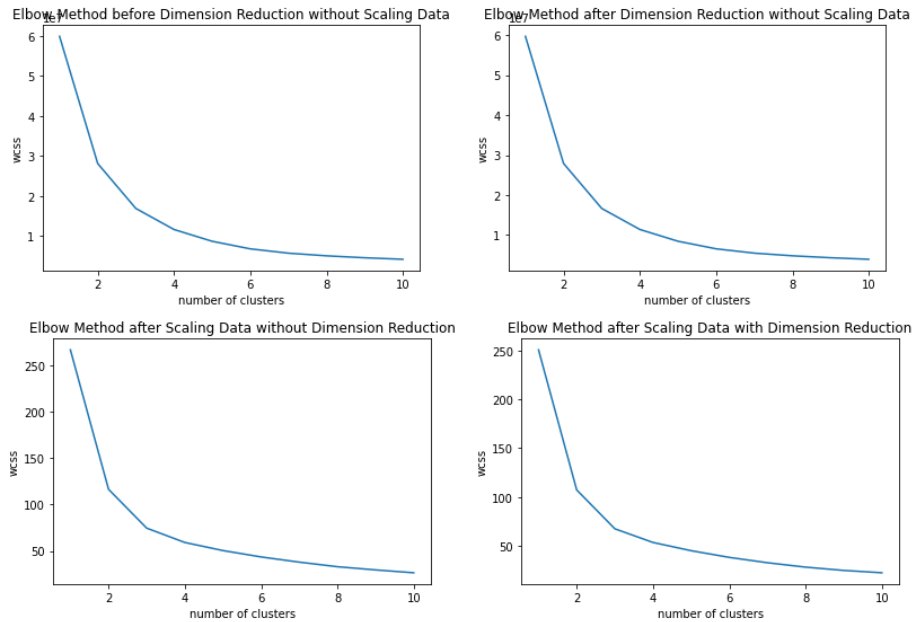 Elbow Method before Dimension Reduction without Scaling Data
1e7
6
5
4
3
2
1
wcss
2 4 6 8 10
number of clusters
Elbow Method after Dimension Reduction without Scaling Data
1e7
6
5
4
3
2
1
wcss
2 4 6 8 10
number of clusters
Elbow Method after Scaling Data without Dimension Reduction
250
200
150
100
50
wcss
2 4 6 8 10
number of clusters
Elbow Method after Scaling Data with Dimension Reduction
250
200
150
100
50
wcss
2 4 6 8 10
number of clusters